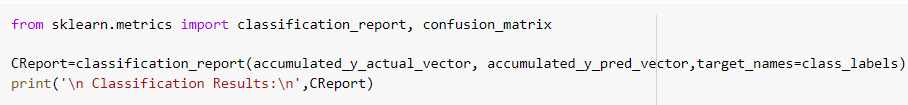 from sklearn.metrics import classification_report, confusion_matrix
CReport=classification_report(accumulated_y_actual_vector, accumulated_y_pred_vector,target_names=class_labels)
print('\n Classification Results:\n',CReport)